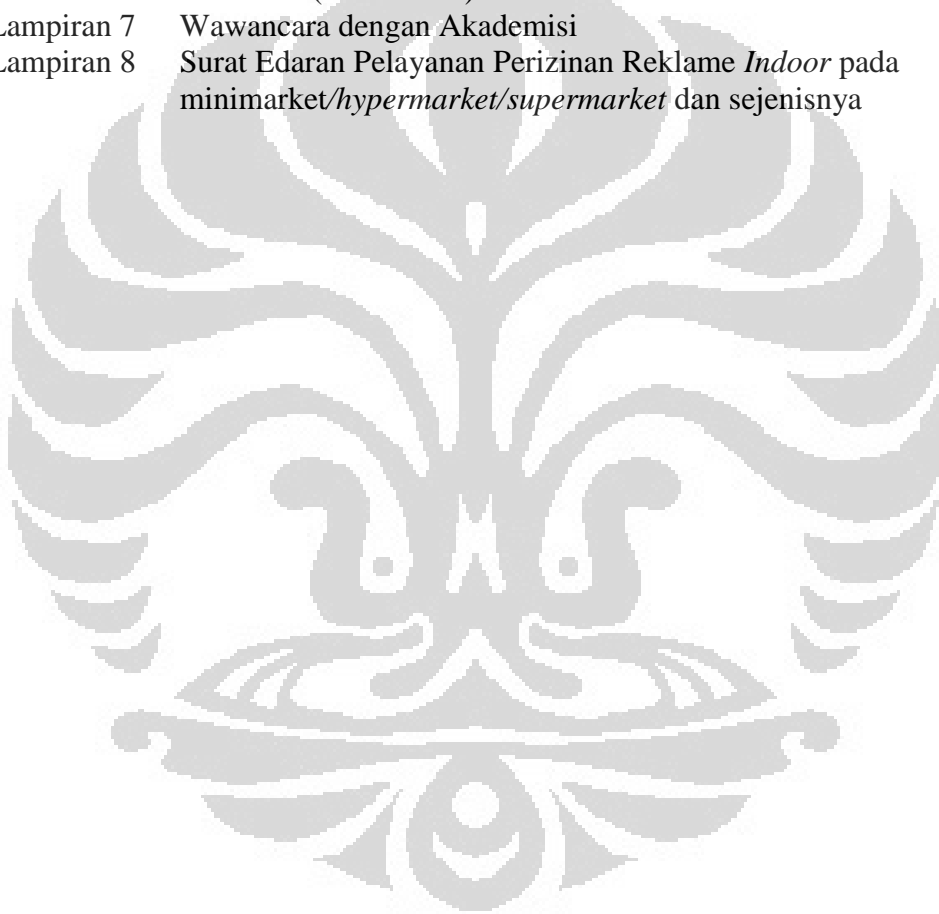 Lampiran 7 Wawancara dengan Akademisi
Lampiran 8 Surat Edaran Pelayanan Perizinan Reklame Indoor pada
minimarket/hypermarket/supermarket dan sejenisnya